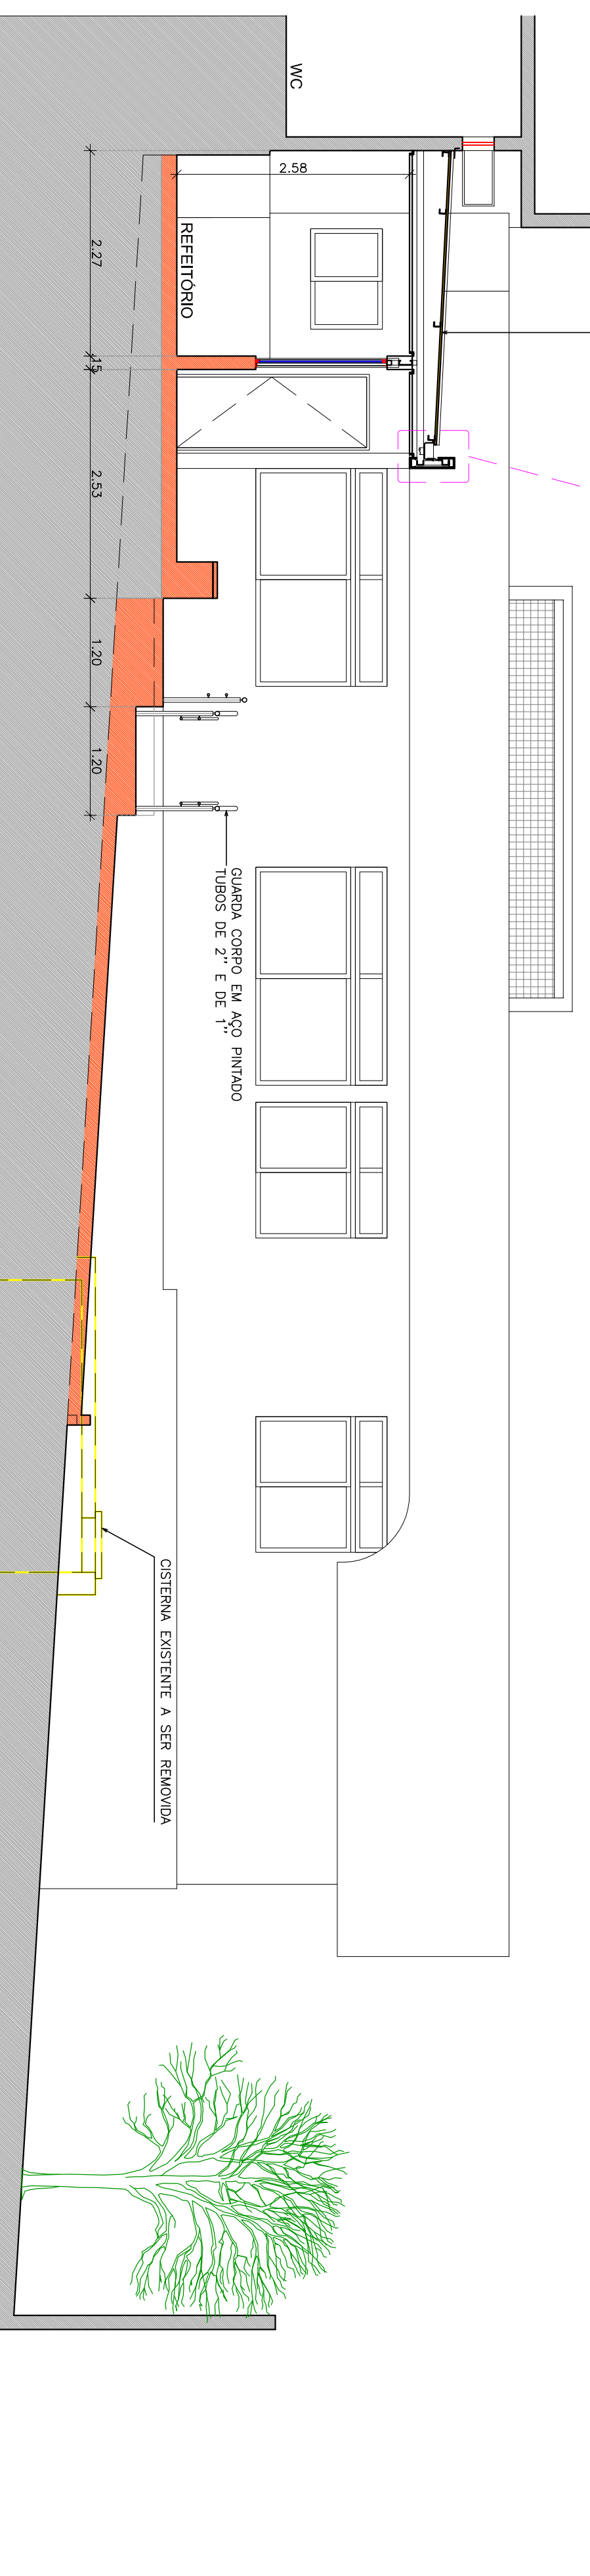 WC
2.58
REFEITÓRIO
2.27
.15
2.53
1.20
1.20
GUARDA CORPO EM AÇO PINTADO
TUBOS DE 2" E DE 1"
CISTERNA EXISTENTE A SER REMOVIDA